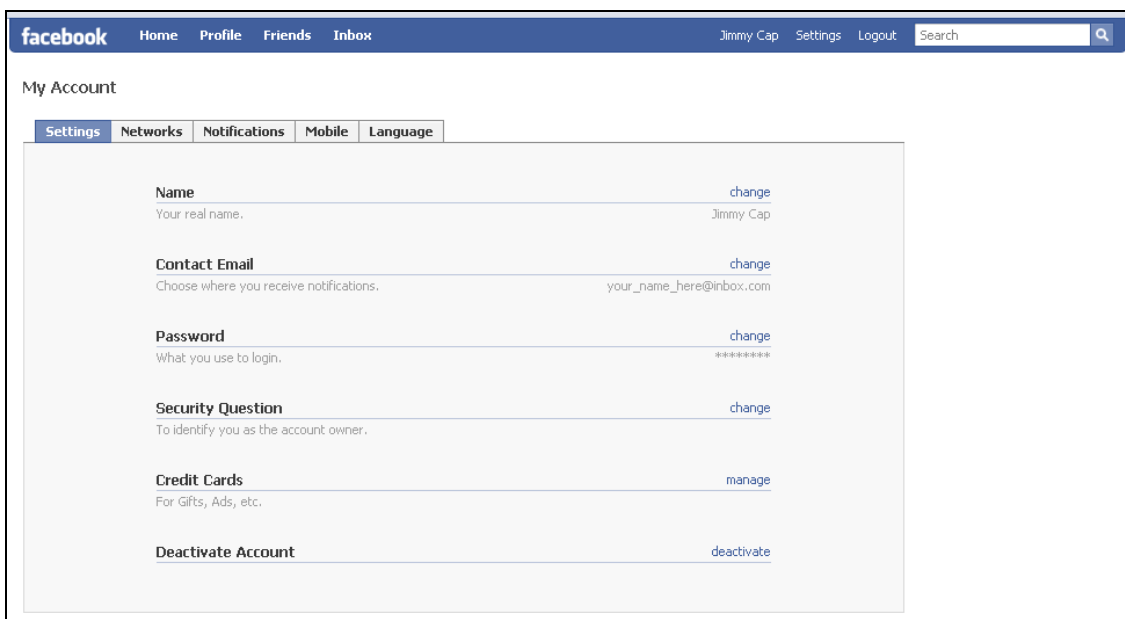 facebook Home Profile Friends Inbox Jimmy Cap Settings Logout Search
My Account
Settings Networks Notifications Mobile Language
Name change
Your real name. Jimmy Cap
Contact Email change
Choose where you receive notifications. your_name_here@inbox.com
Password change
What you use to login. ********
Security Question change
To identify you as the account owner.
Credit Cards manage
For Gifts, Ads, etc.
Deactivate Account deactivate